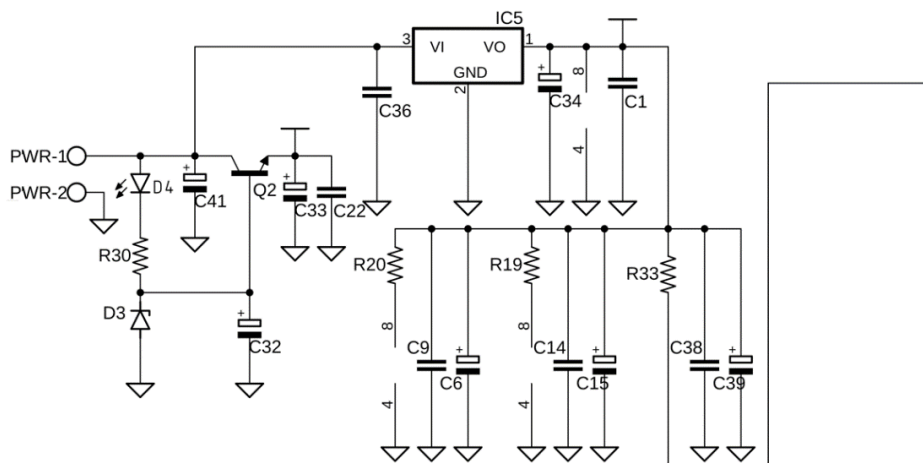 IC5
3 VI VO 1
GND
2
+
8
C36
C34
C1
4
PWR-1
PWR-2
D4
+
C41
Q2
+
C33
C22
R30
D3
+
C32
R20
R19
R33
8
8
C9
+
C6
C14
+
C15
C38
+
C39
4
4